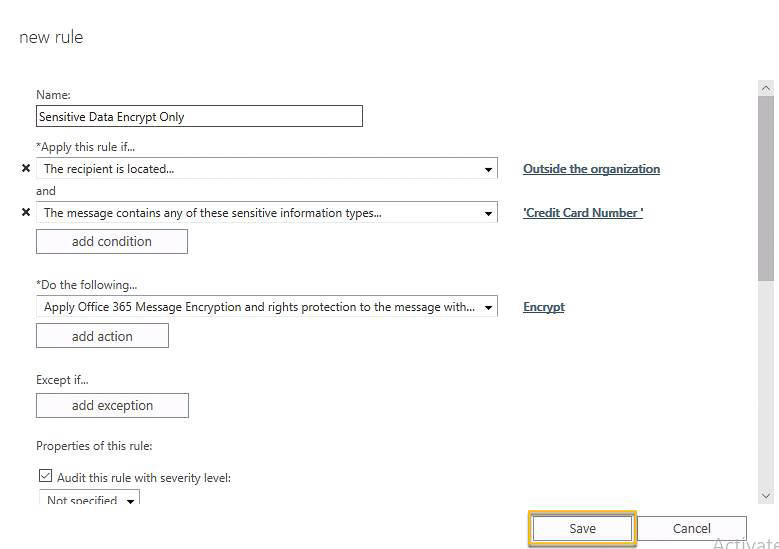 new rule
Name:
Sensitive Data Encrypt Only
*Apply this rule if...
The recipient is located...
Outside the organization
and
The message contains any of these sensitive information types...
'Credit Card Number '
add condition
*Do the following...
Apply Office 365 Message Encryption and rights protection to the message with...
Encrypt
add action
Except if...
add exception
Properties of this rule:
Audit this rule with severity level:
Not specified
Save
Cancel
Activate